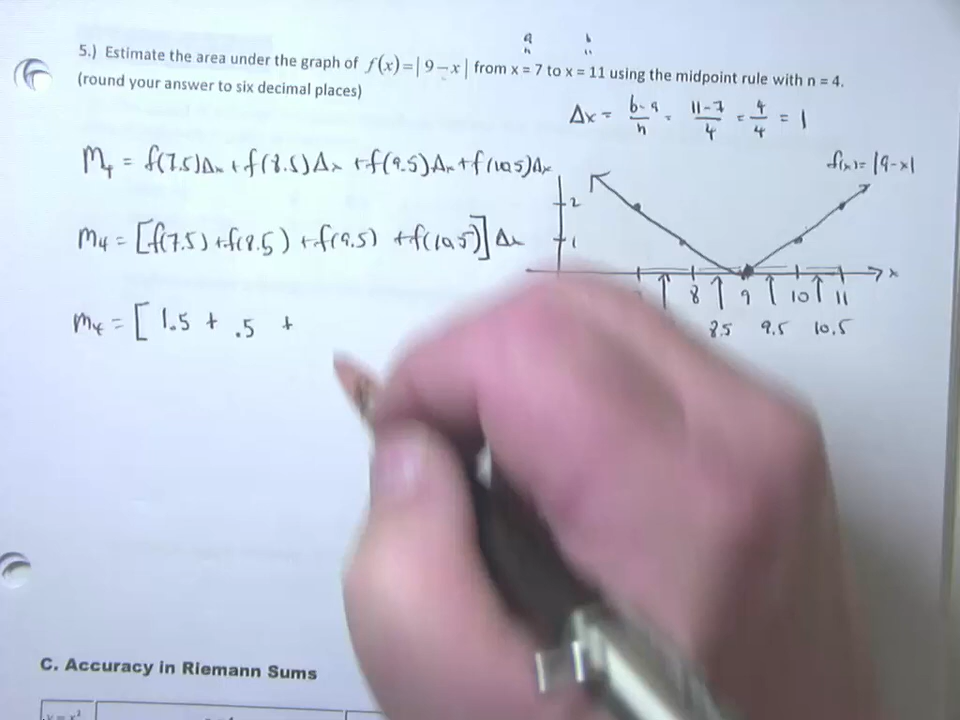 a b
" "
5.) Estimate the area under the graph of f(x)=| 9−x | from x = 7 to x = 11 using the midpoint rule with n = 4.
(round your answer to six decimal places)
Δx = b-a/n = 11-7/4 = 4/4 = 1
M4 = f(7.5)Δx + f(8.5)Δx + f(9.5)Δx + f(10.5)Δx
f(x) = |9-x|
2
M4 = [f(7.5) + f(8.5) + f(9.5) + f(10.5)] Δx
1
x
8 9 10 11
M4 = [ 1.5 + .5 +
8.5 9.5 10.5
C. Accuracy in Riemann Sums
y = x²